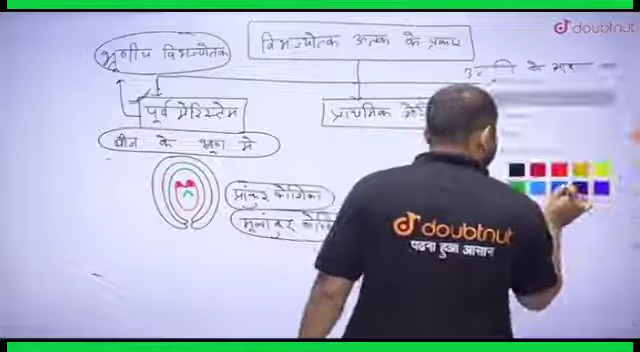 doubtnut
भ्रूणीय विभज्योतक
विभज्योतक ऊतक के प्रकार
के
पूर्व मेरिस्टेम
प्राथमिक
बीज के भ्रूण में
प्रांकुर कोशिका
मूलांकुर
doubtnut
पढ़ना हुआ आसान